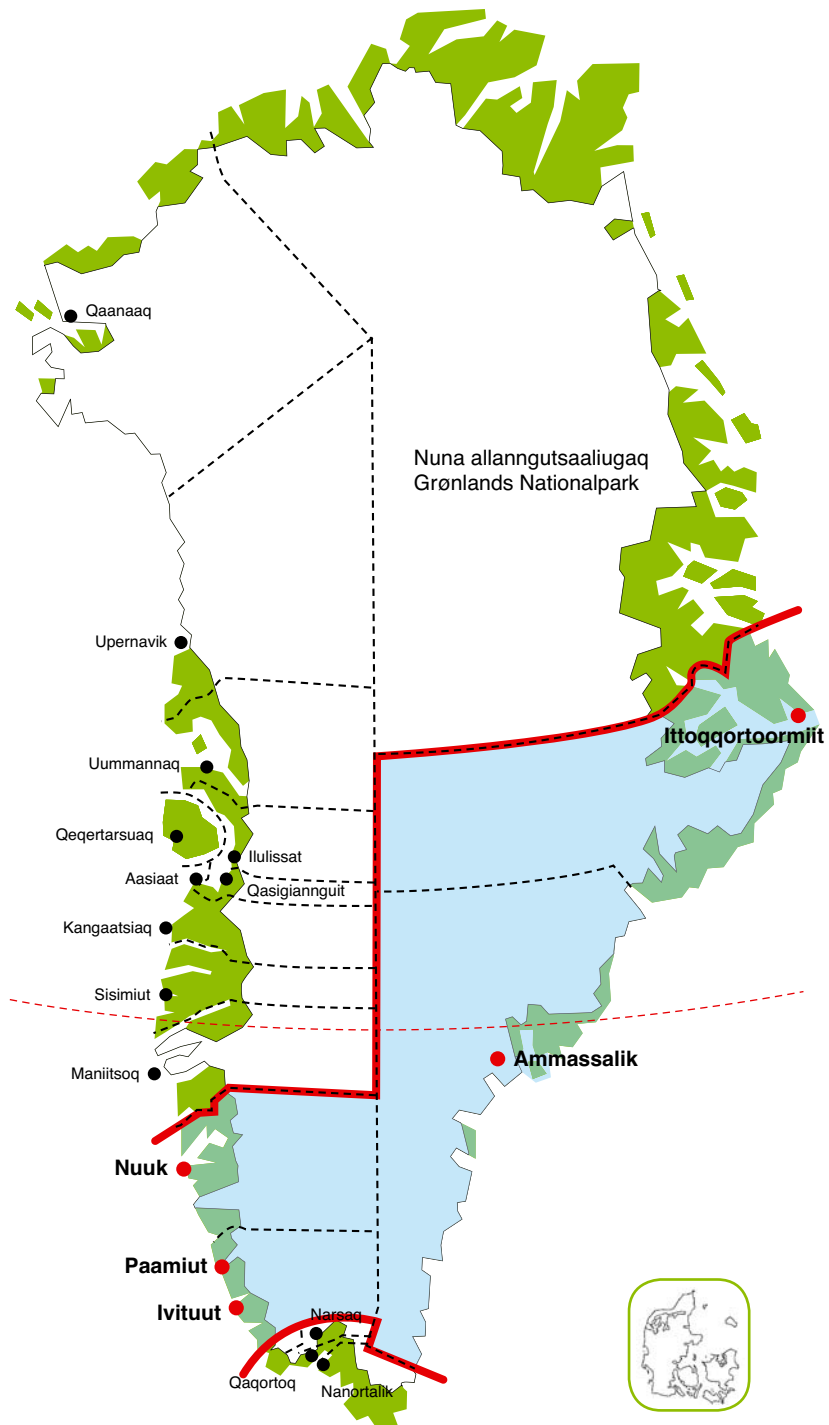 Qaanaaq
Nuna allanngutsaaliugaq
Grønlands Nationalpark
Upernavik
Ittoqqortoormiit
Uummannaq
Qeqertarsuaq
Ilulissat
Aasiaat
Qasigiannguit
Kangaatsiaq
Sisimiut
Ammassalik
Maniitsoq
Nuuk
Paamiut
Ivituut
Narsaq
Qaqortoq
Nanortalik